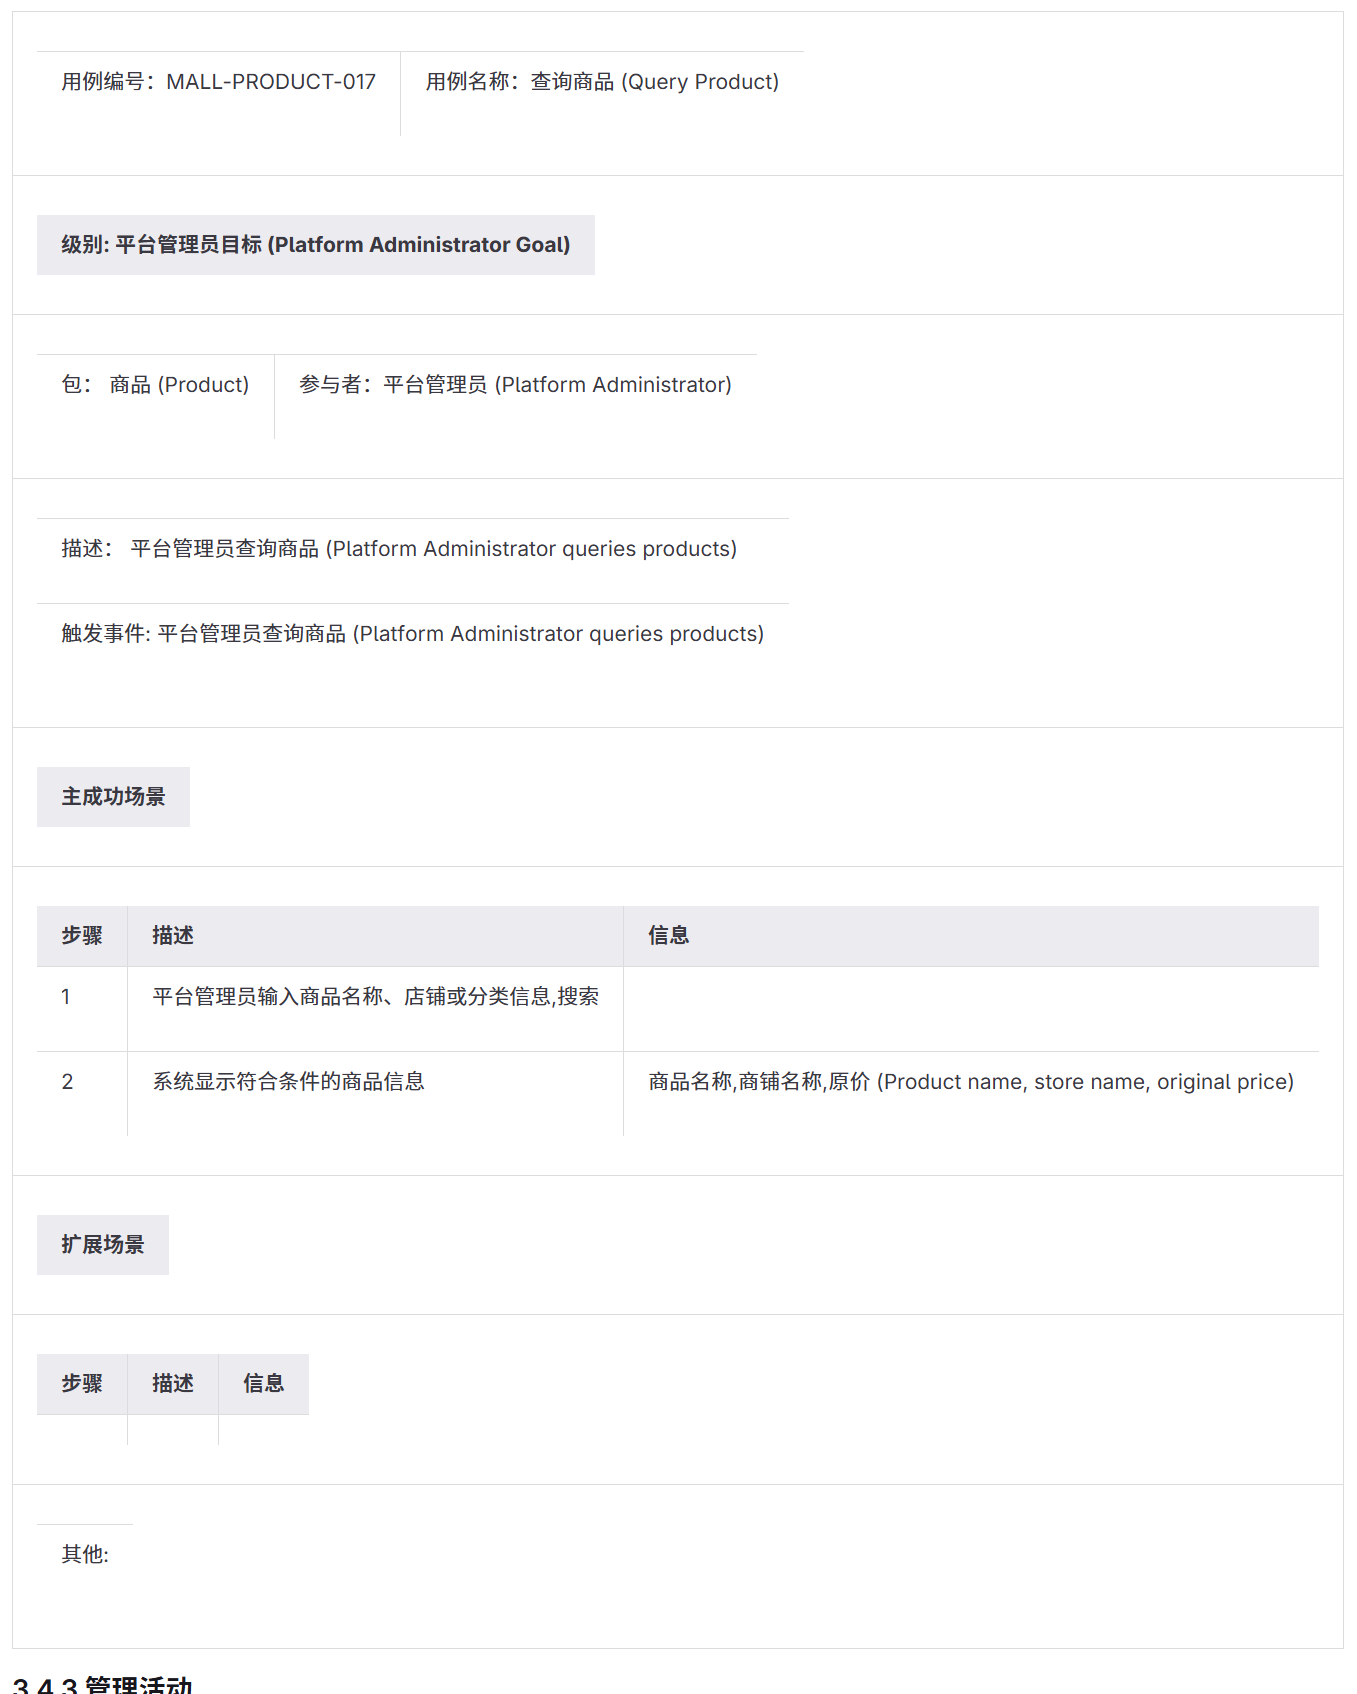 用例编号：MALL-PRODUCT-017 用例名称：查询商品 (Query Product)
级别: 平台管理员目标 (Platform Administrator Goal)
包： 商品 (Product) 参与者：平台管理员 (Platform Administrator)
描述： 平台管理员查询商品 (Platform Administrator queries products)
触发事件: 平台管理员查询商品 (Platform Administrator queries products)
主成功场景
步骤 描述 信息
1 平台管理员输入商品名称、店铺或分类信息,搜索
2 系统显示符合条件的商品信息 商品名称,商铺名称,原价 (Product name, store name, original price)
扩展场景
步骤 描述 信息
其他:
3.4.3 管理活动